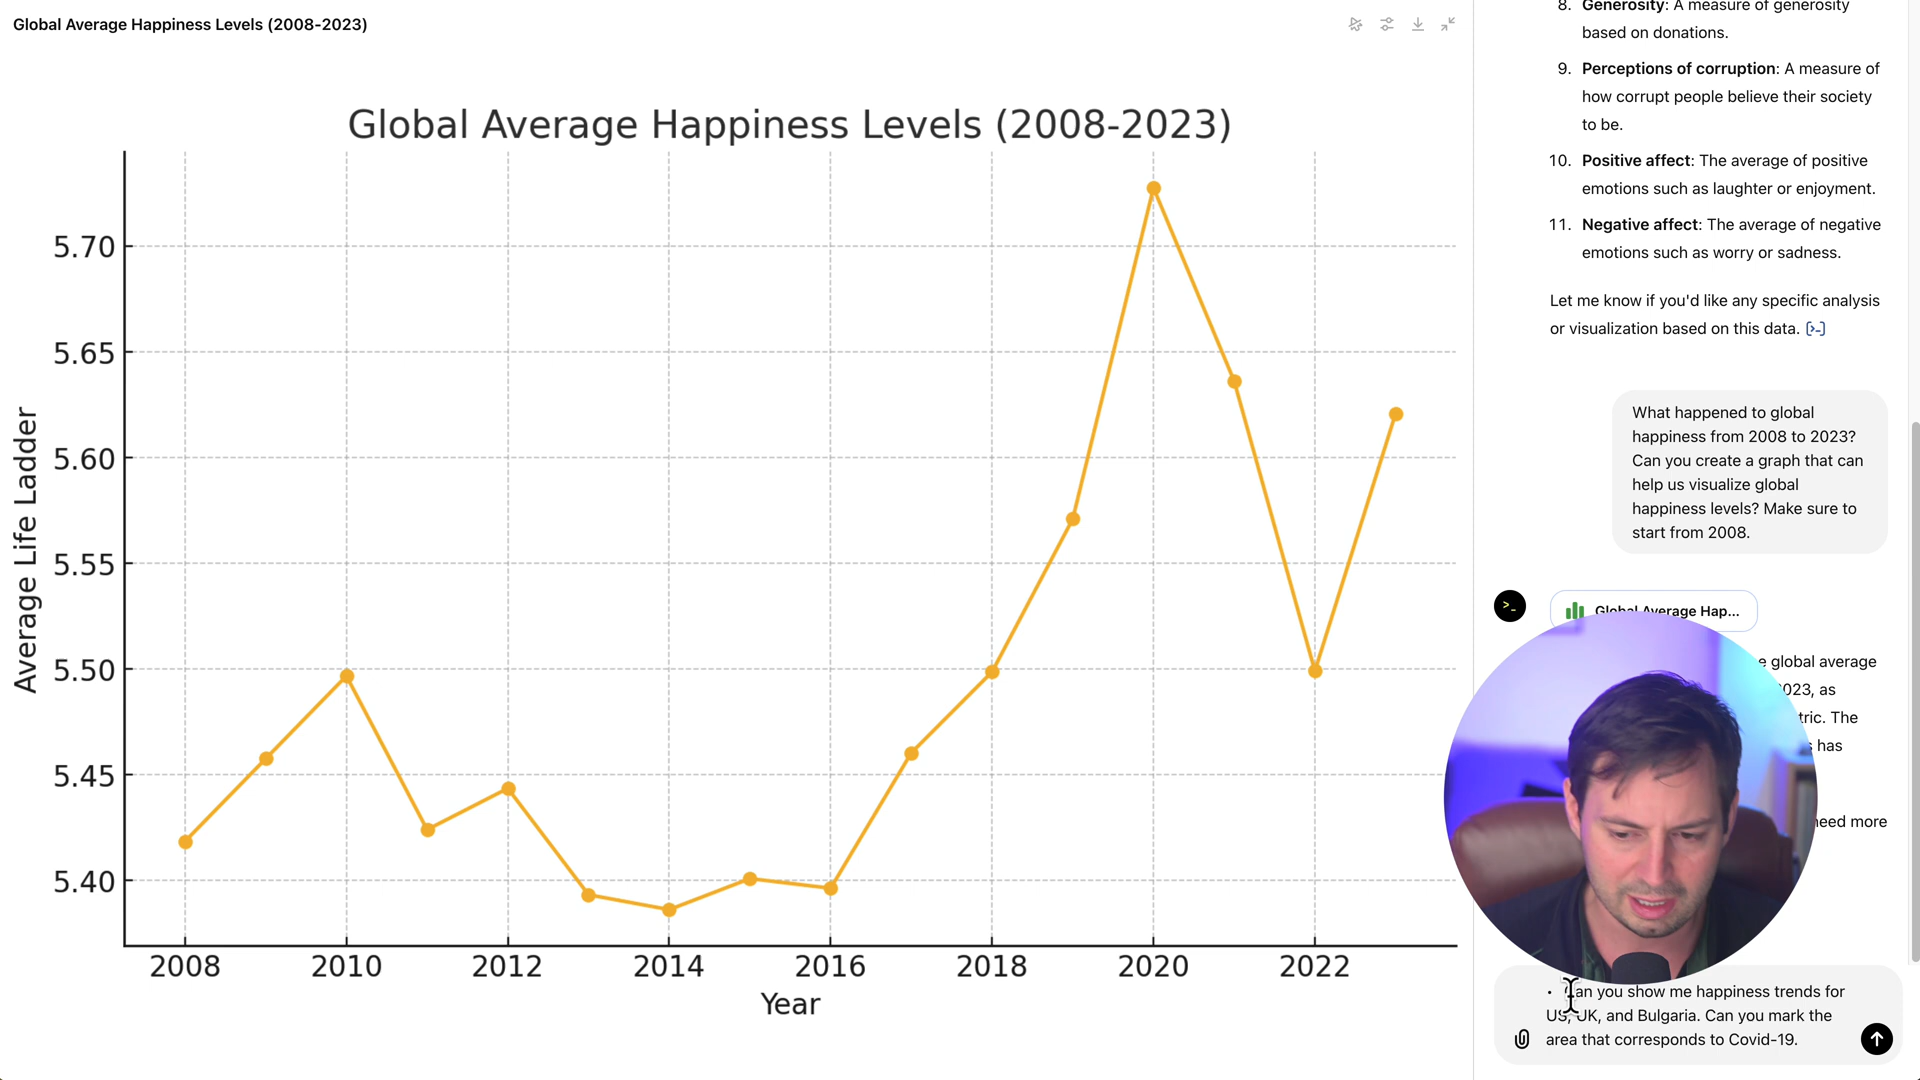 Global Average Happiness Levels (2008-2023)
Global Average Happiness Levels (2008-2023)
Average Life Ladder
5.70
5.65
5.60
5.55
5.50
5.45
5.40
2008 2010 2012 2014 2016 2018 2020 2022
Year
8. Generosity: A measure of generosity
based on donations.
9. Perceptions of corruption: A measure of
how corrupt people believe their society
to be.
10. Positive affect: The average of positive
emotions such as laughter or enjoyment.
11. Negative affect: The average of negative
emotions such as worry or sadness.
Let me know if you'd like any specific analysis
or visualization based on this data. [>-]
What happened to global
happiness from 2008 to 2023?
Can you create a graph that can
help us visualize global
happiness levels? Make sure to
start from 2008.
>_
Global Average Hap...
global average
as
The
has
need more
• Can you show me happiness trends for
US, UK, and Bulgaria. Can you mark the
area that corresponds to Covid-19.